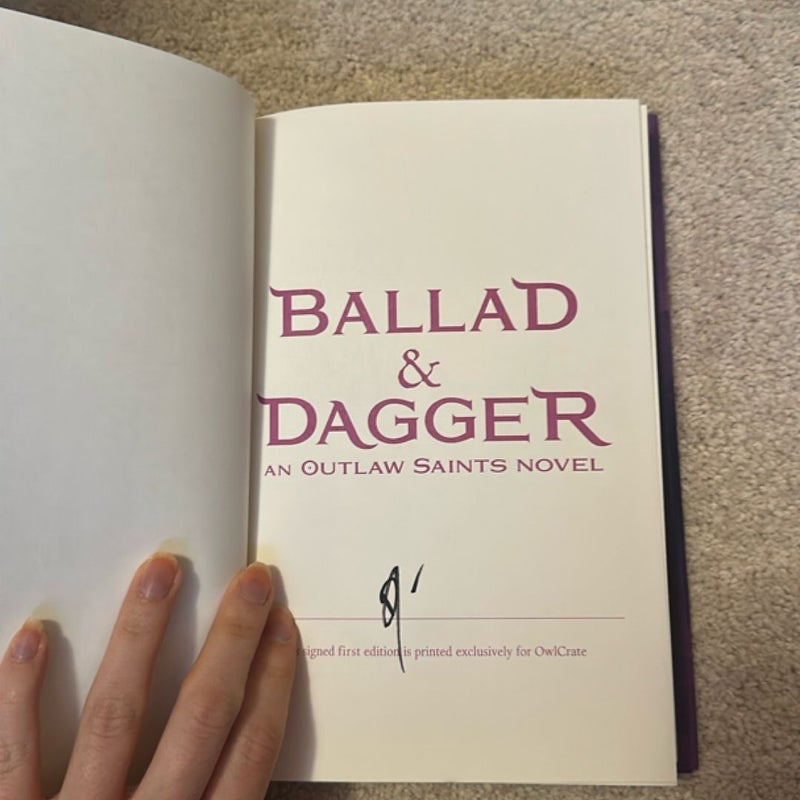 BALLAD
&
DAGGER
AN OUTLAW SAINTS NOVEL
signed first edition is printed exclusively for OwlCrate